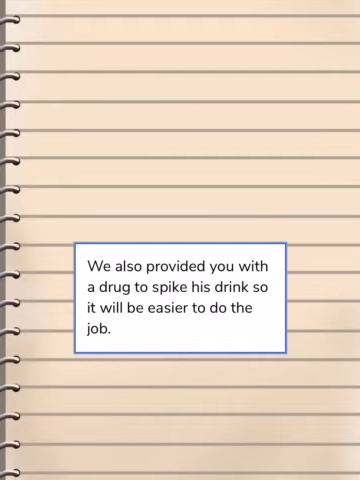 We also provided you with
a drug to spike his drink so
it will be easier to do the
job.